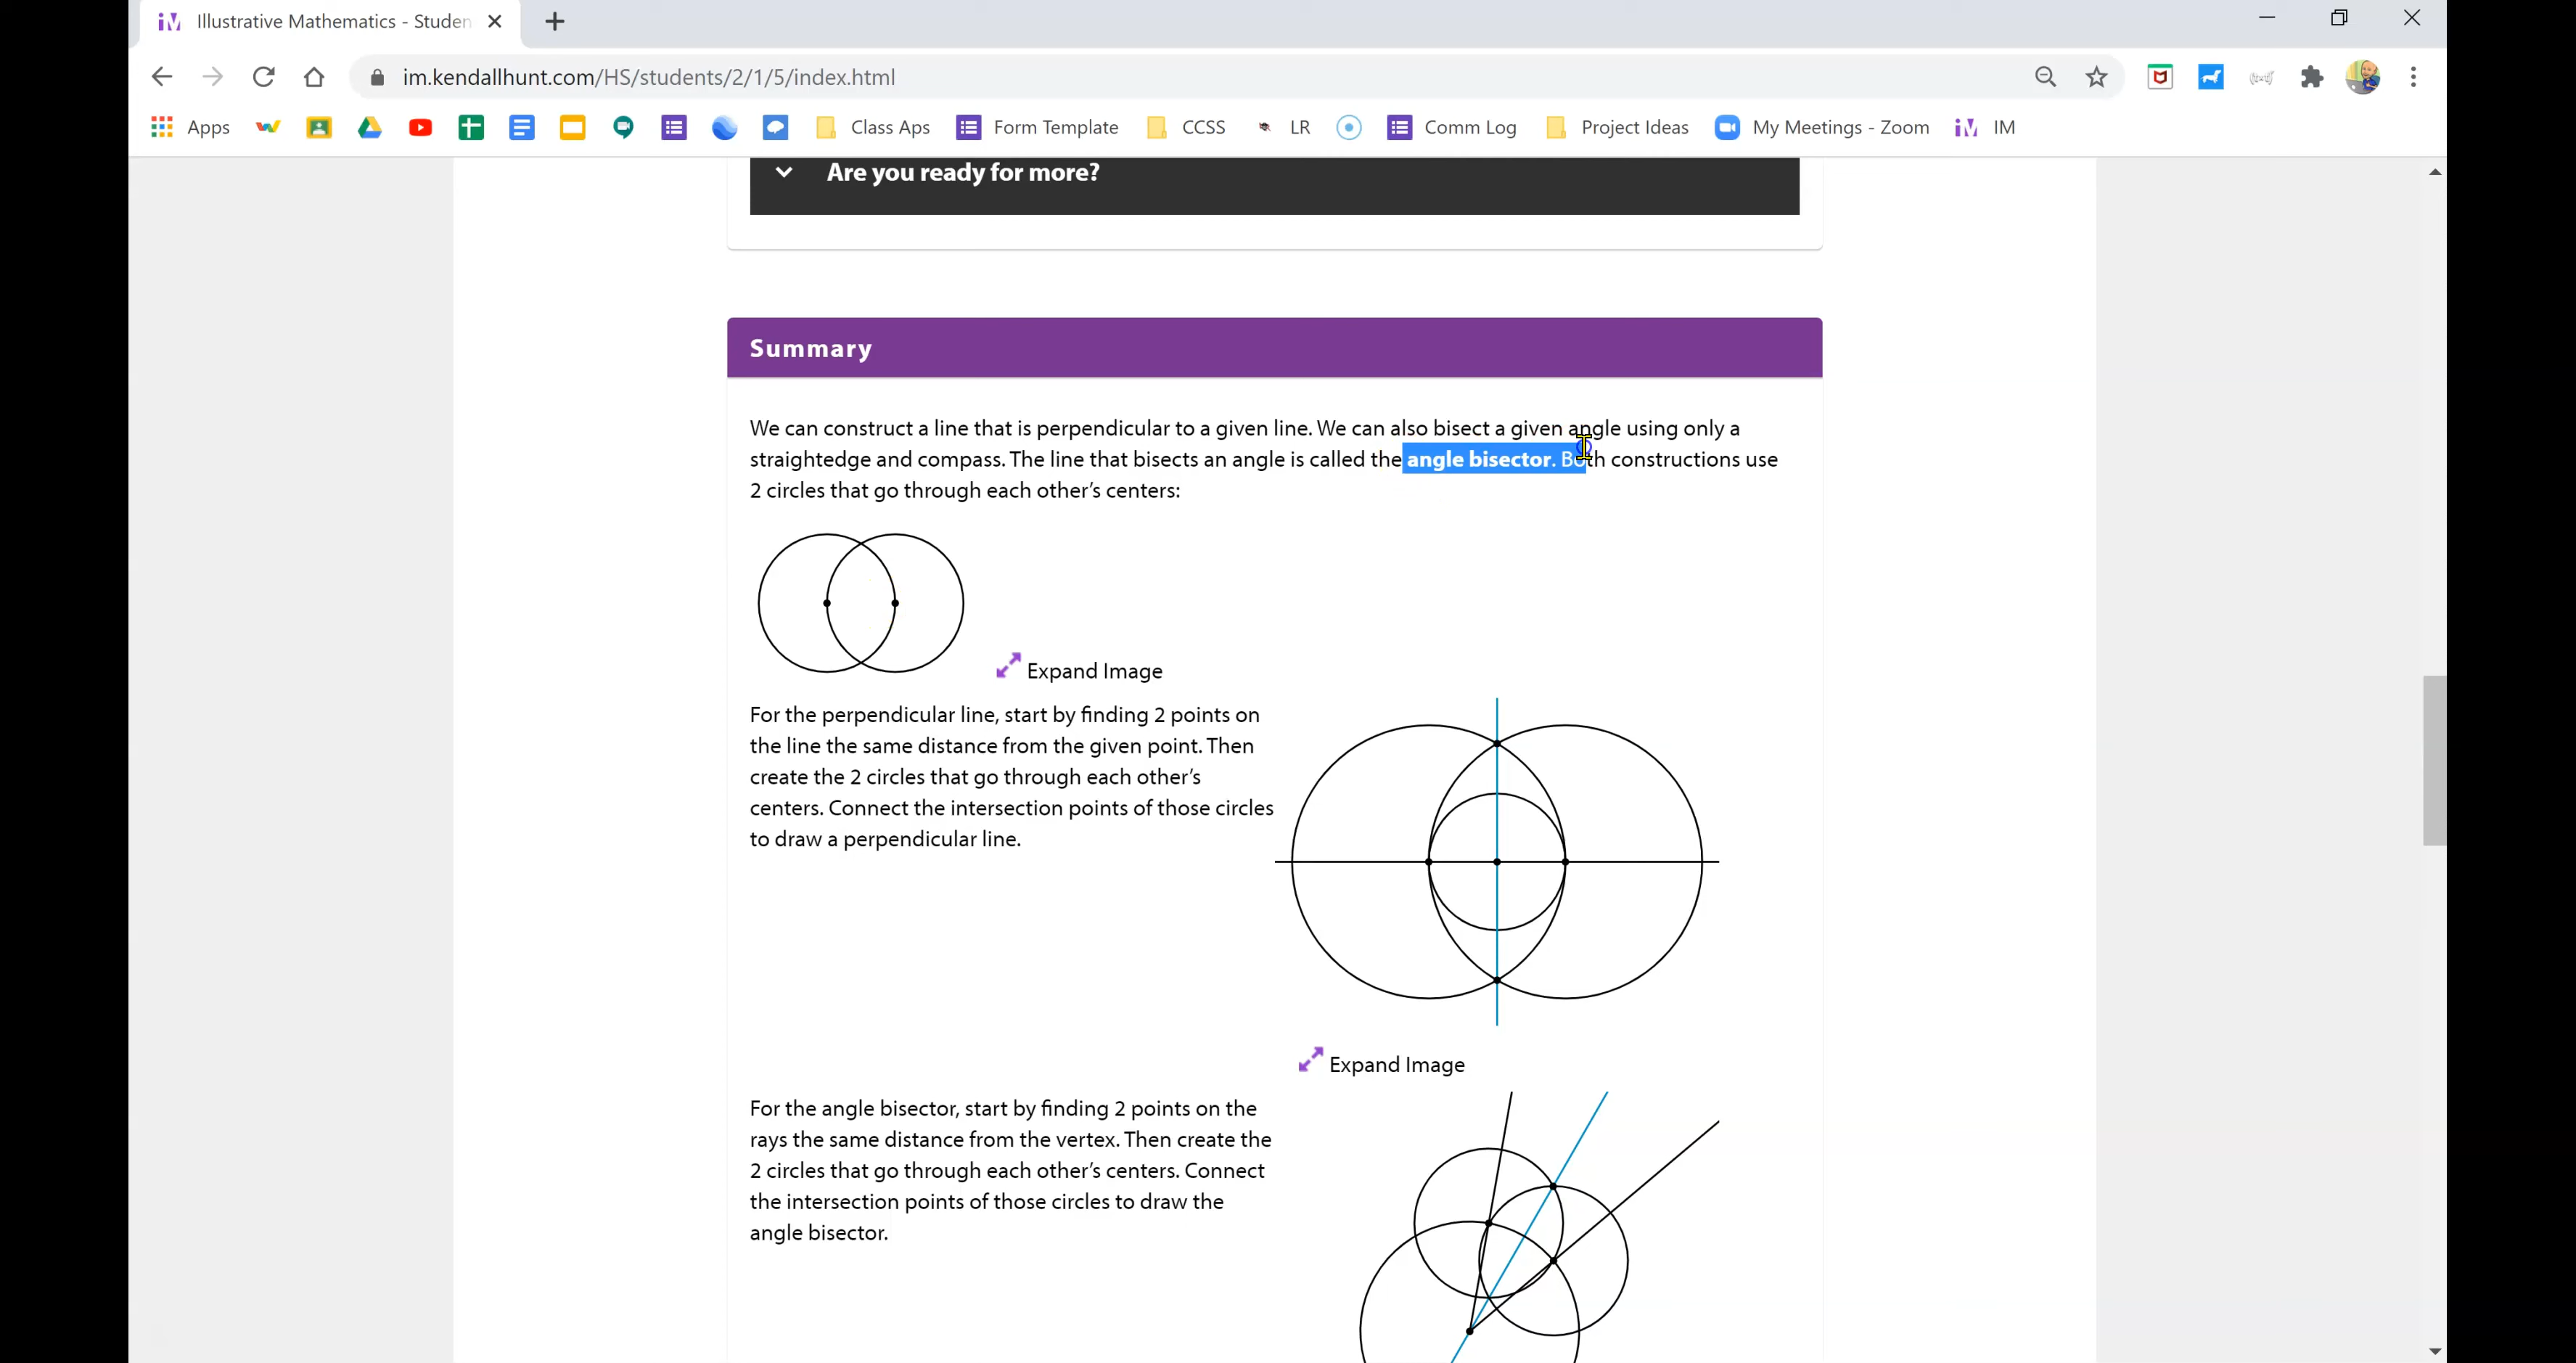 Illustrative Mathematics - Studen
im.kendallhunt.com/HS/students/2/1/5/index.html
Apps
Class Aps
Form Template
CCSS
LR
Comm Log
Project Ideas
My Meetings - Zoom
IM
Are you ready for more?
Summary
We can construct a line that is perpendicular to a given line. We can also bisect a given angle using only a
straightedge and compass. The line that bisects an angle is called the angle bisector. Both constructions use
2 circles that go through each other's centers:
Expand Image
For the perpendicular line, start by finding 2 points on
the line the same distance from the given point. Then
create the 2 circles that go through each other's
centers. Connect the intersection points of those circles
to draw a perpendicular line.
Expand Image
For the angle bisector, start by finding 2 points on the
rays the same distance from the vertex. Then create the
2 circles that go through each other's centers. Connect
the intersection points of those circles to draw the
angle bisector.